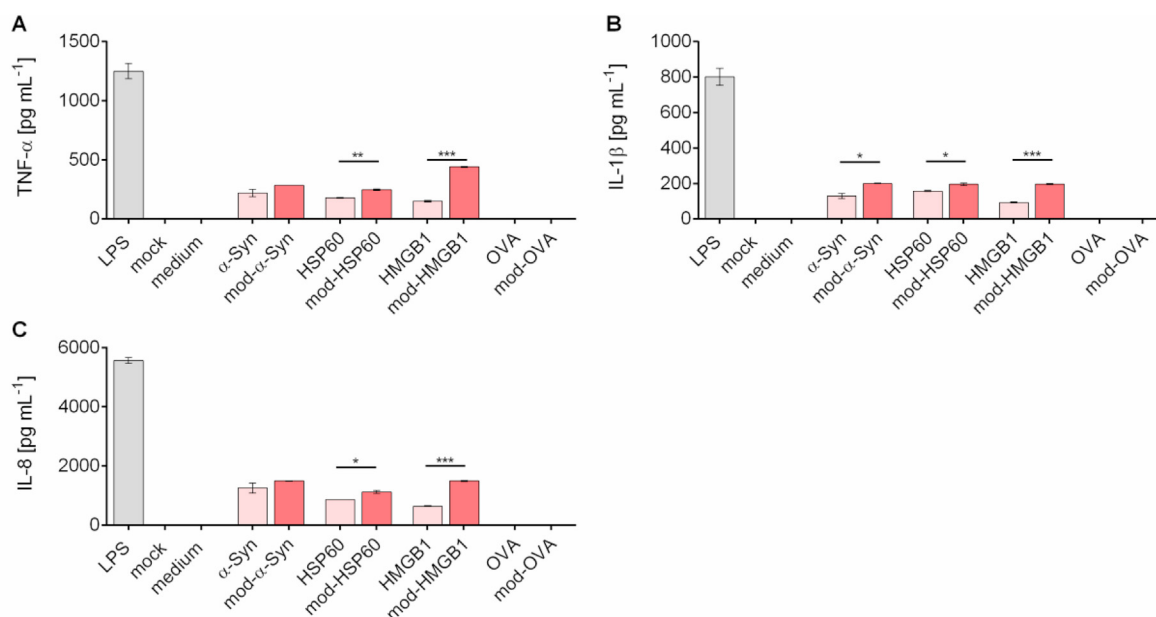 A
TNF-α [pg mL⁻¹]
1500
1000
500
0
**
***
LPS
mock
medium
α-Syn
mod-α-Syn
HSP60
mod-HSP60
HMGB1
mod-HMGB1
OVA
mod-OVA
B
IL-1β [pg mL⁻¹]
1000
800
600
400
200
0
*
*
***
LPS
mock
medium
α-Syn
mod-α-Syn
HSP60
mod-HSP60
HMGB1
mod-HMGB1
OVA
mod-OVA
C
IL-8 [pg mL⁻¹]
6000
4000
2000
0
*
***
LPS
mock
medium
α-Syn
mod-α-Syn
HSP60
mod-HSP60
HMGB1
mod-HMGB1
OVA
mod-OVA